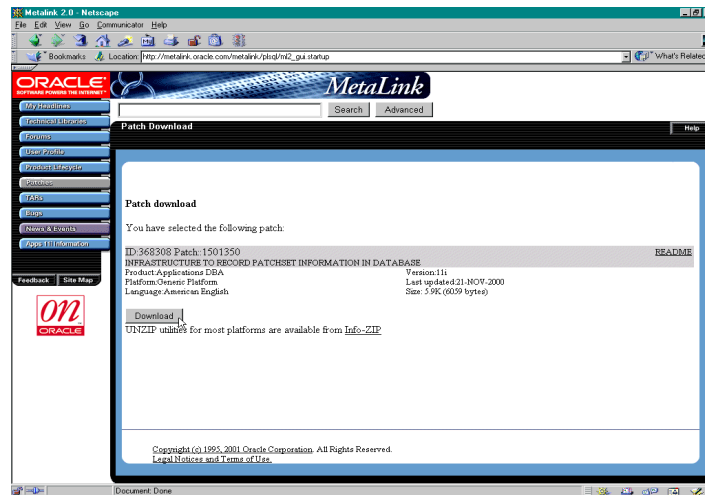 Metalink 2.0 - Netscape
File Edit View Go Communicator Help
Bookmarks Location: http://metalink.oracle.com/metalink/plsql/ml2_gui.startup What's Related
ORACLE
SOFTWARE POWERS THE INTERNET™
MetaLink
Search Advanced
My Headlines
Technical Libraries
Forums
User Profile
Product Lifecycle
Patches
TARs
Bugs
News & Events
Apps 11i Information
Feedback Site Map
on
ORACLE
Patch Download Help
Patch download
You have selected the following patch:
ID:368308 Patch::1501350 README
INFRASTRUCTURE TO RECORD PATCHSET INFORMATION IN DATABASE
Product:Applications DBA Version:11i
Platform:Generic Platform Last updated:21-NOV-2000
Language:American English Size: 5.9K (6059 bytes)
Download
UNZIP utilities for most platforms are available from Info-ZIP
Copyright (c) 1995, 2001 Oracle Corporation. All Rights Reserved.
Legal Notices and Terms of Use.
Document: Done